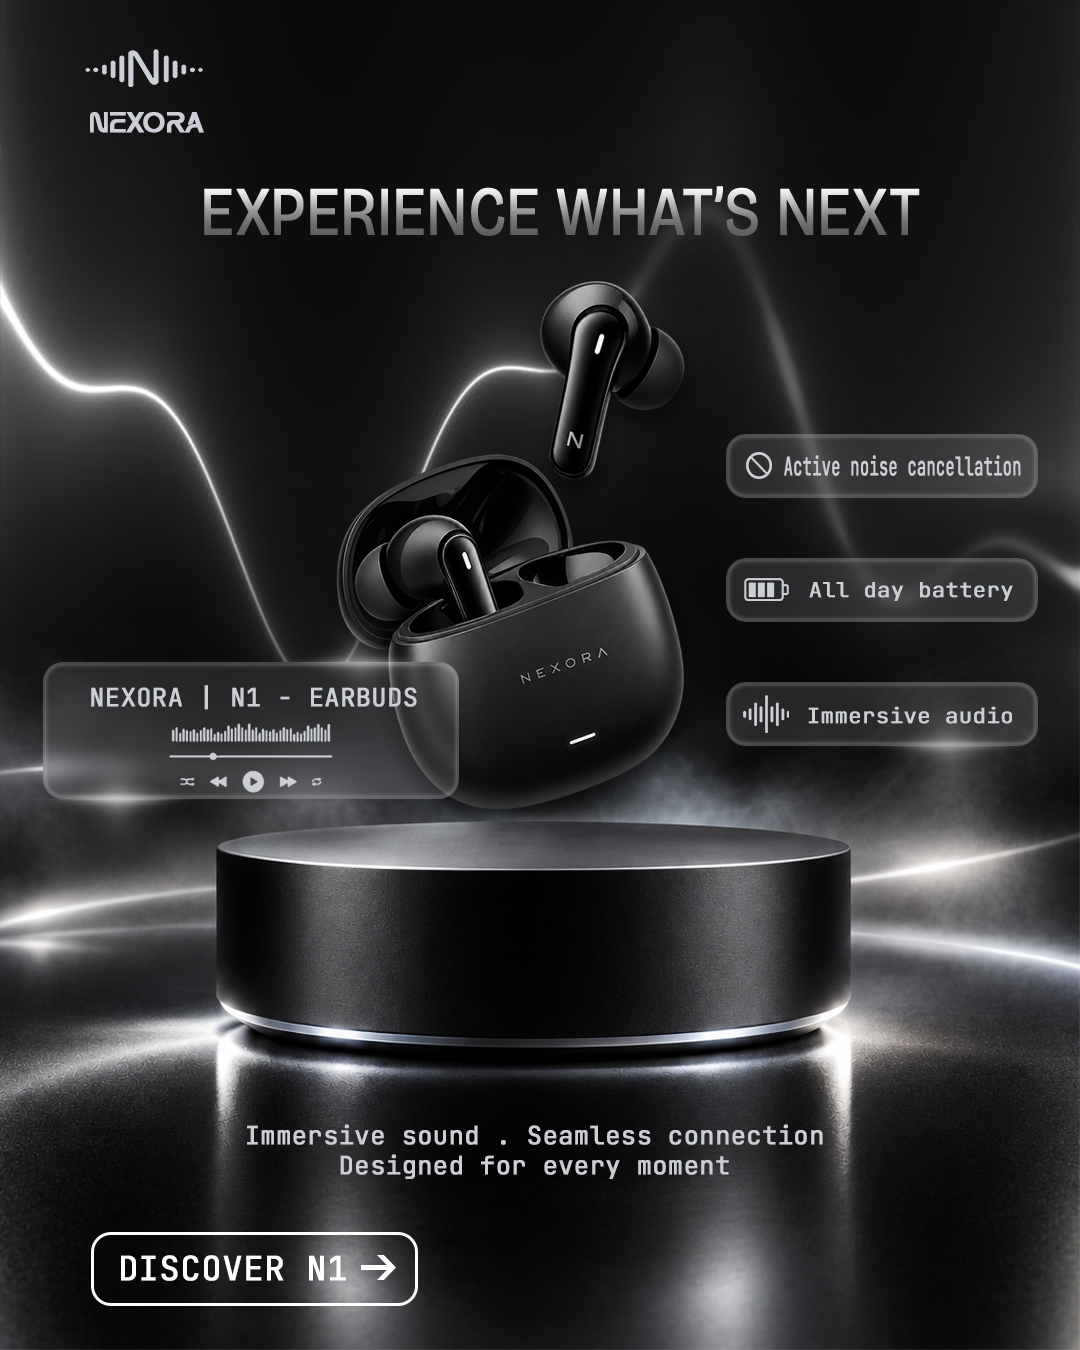 NEXORA
EXPERIENCE WHAT'S NEXT
N
Active noise cancellation
All day battery
NEXORA
NEXORA | N1 - EARBUDS
Immersive audio
Immersive sound . Seamless connection
Designed for every moment
DISCOVER N1 →